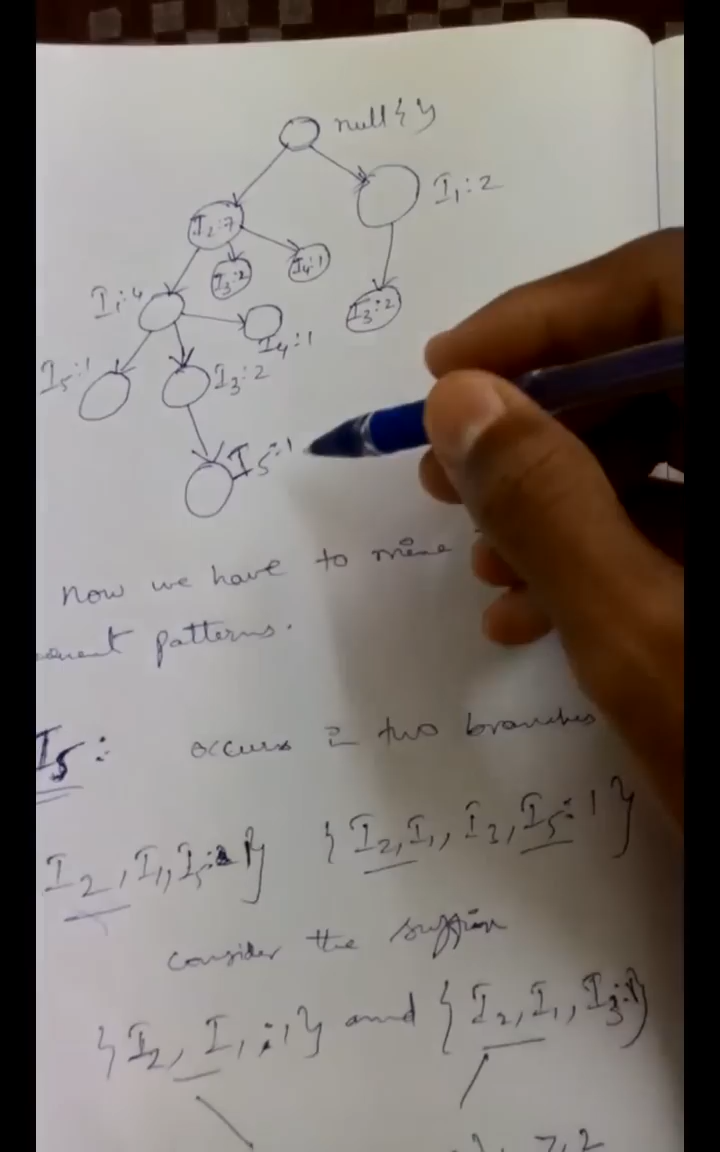 null { }
I2:7
I1:2
I3:2
I4:1
I1:4
I3:2
I4:1
I5:1
I3:2
I5:1
Now we have to mine
patterns.
I5: occurs in two branches
I2, I1, I5:1} {I2, I1, I3, I5:1}
consider the suffix
{I2, I1:1} and {I2, I1, I3:1}